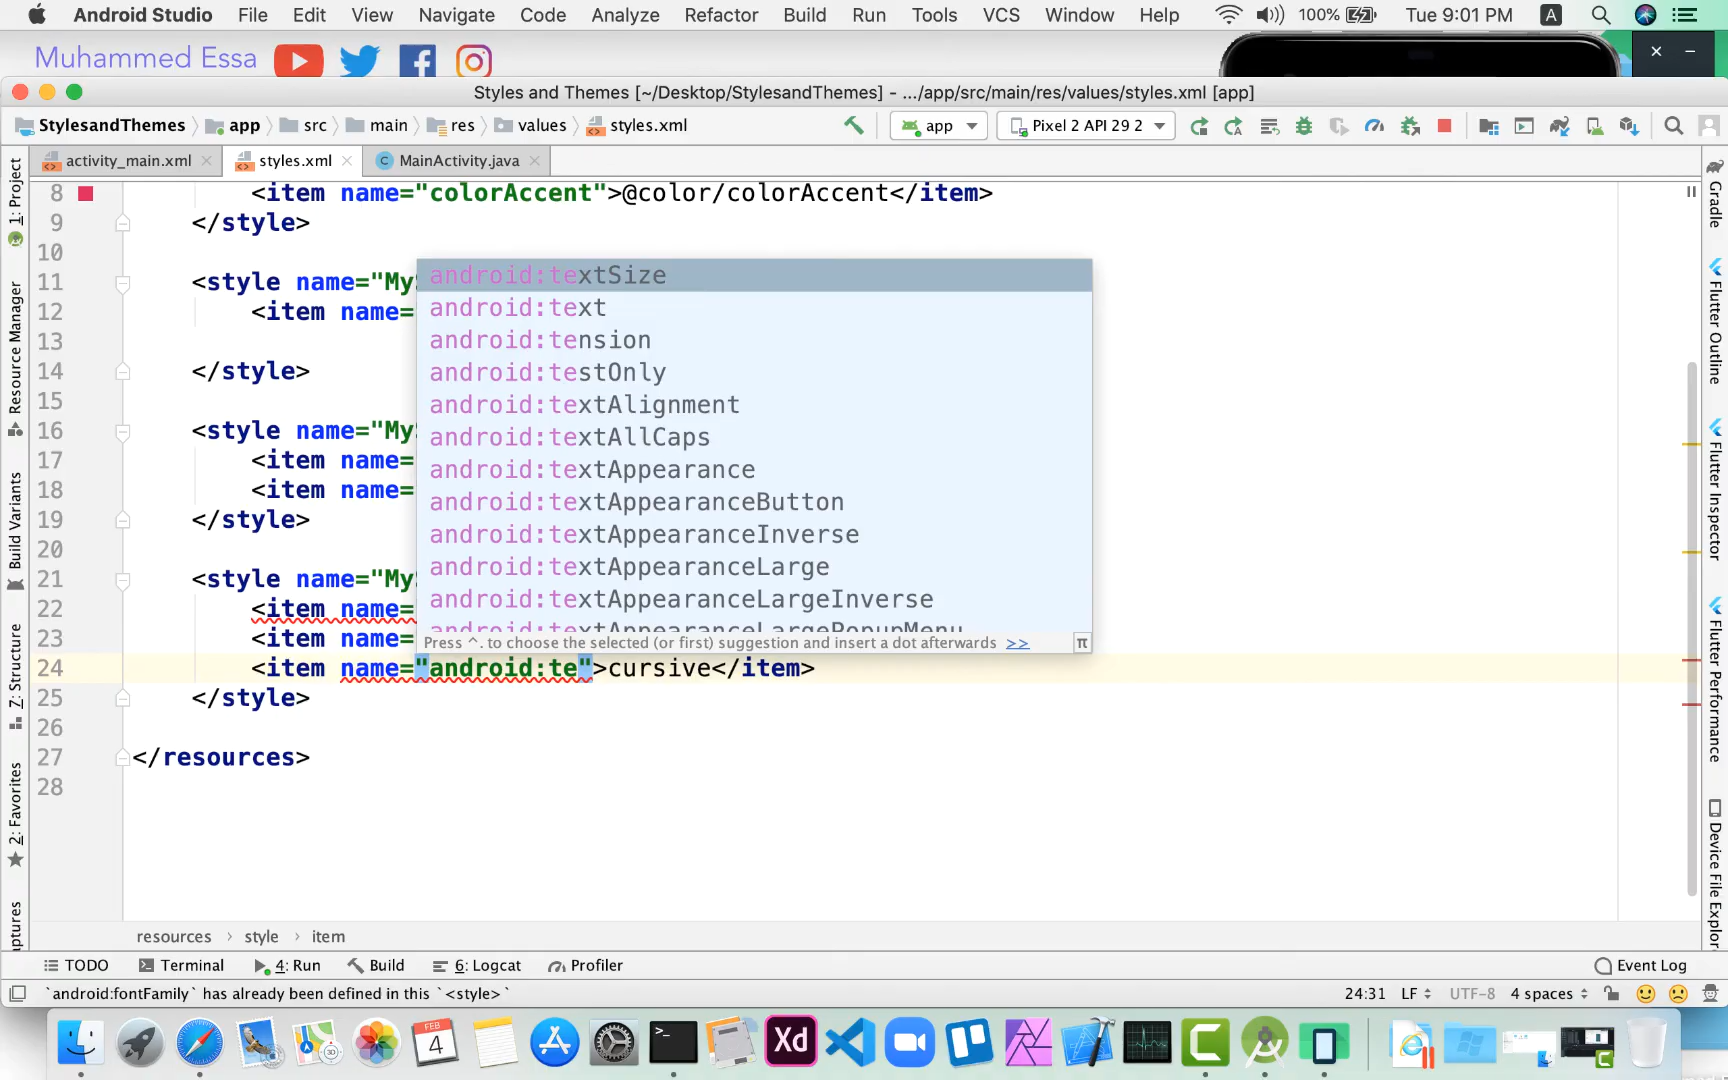 Android Studio File Edit View Navigate Code Analyze Refactor Build Run Tools VCS Window Help 100% Tue 9:01 PM A
Muhammed Essa
Styles and Themes [~/Desktop/StylesandThemes] - .../app/src/main/res/values/styles.xml [app]
StylesandThemes app src main res values styles.xml app Pixel 2 API 29 2
activity_main.xml styles.xml C MainActivity.java
8 <item name="colorAccent">@color/colorAccent</item>
9 </style>
10
11 <style name="My
12 <item name=
13
14 </style>
15
16 <style name="My
17 <item name=
18 <item name=
19 </style>
20
21 <style name="My
22 <item name=
23 <item name=
24 <item name="android:te">cursive</item>
25 </style>
26
27 </resources>
28
android:textSize
android:text
android:tension
android:testOnly
android:textAlignment
android:textAllCaps
android:textAppearance
android:textAppearanceButton
android:textAppearanceInverse
android:textAppearanceLarge
android:textAppearanceLargeInverse
android:textAppearanceLargePopupMenu
Press ^. to choose the selected (or first) suggestion and insert a dot afterwards >> π
1: Project
Resource Manager
Build Variants
7: Structure
2: Favorites
aptures
Gradle
Flutter Outline
Flutter Inspector
Flutter Performance
Device File Explor
resources › style › item
TODO Terminal 4: Run Build 6: Logcat Profiler Event Log
`android:fontFamily` has already been defined in this `<style>` 24:31 LF UTF-8 4 spaces
FEB
4
Xd